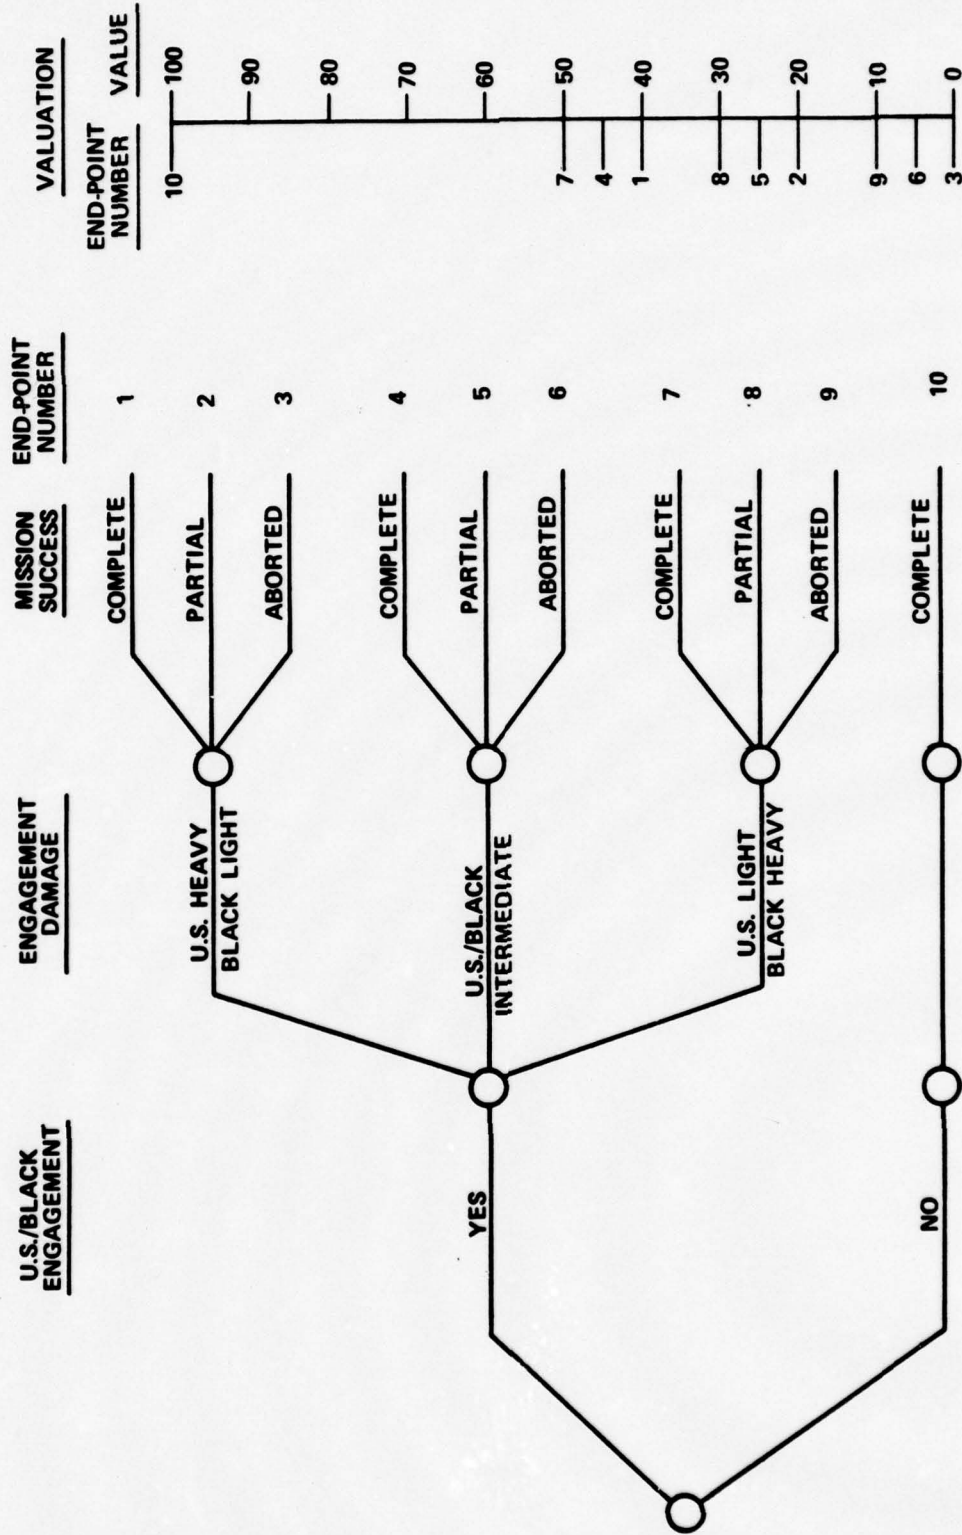 U.S./BLACK
ENGAGEMENT
ENGAGEMENT
DAMAGE
MISSION
SUCCESS
END-POINT
NUMBER
VALUATION
END-POINT
NUMBER
VALUE
YES
NO
U.S. HEAVY
BLACK LIGHT
U.S./BLACK
INTERMEDIATE
U.S. LIGHT
BLACK HEAVY
COMPLETE 1
PARTIAL 2
ABORTED 3
COMPLETE 4
PARTIAL 5
ABORTED 6
COMPLETE 7
PARTIAL 8
ABORTED 9
COMPLETE 10
10 100
90
80
70
60
7 50
4
1 40
8 30
5
2 20
9 10
6
3 0